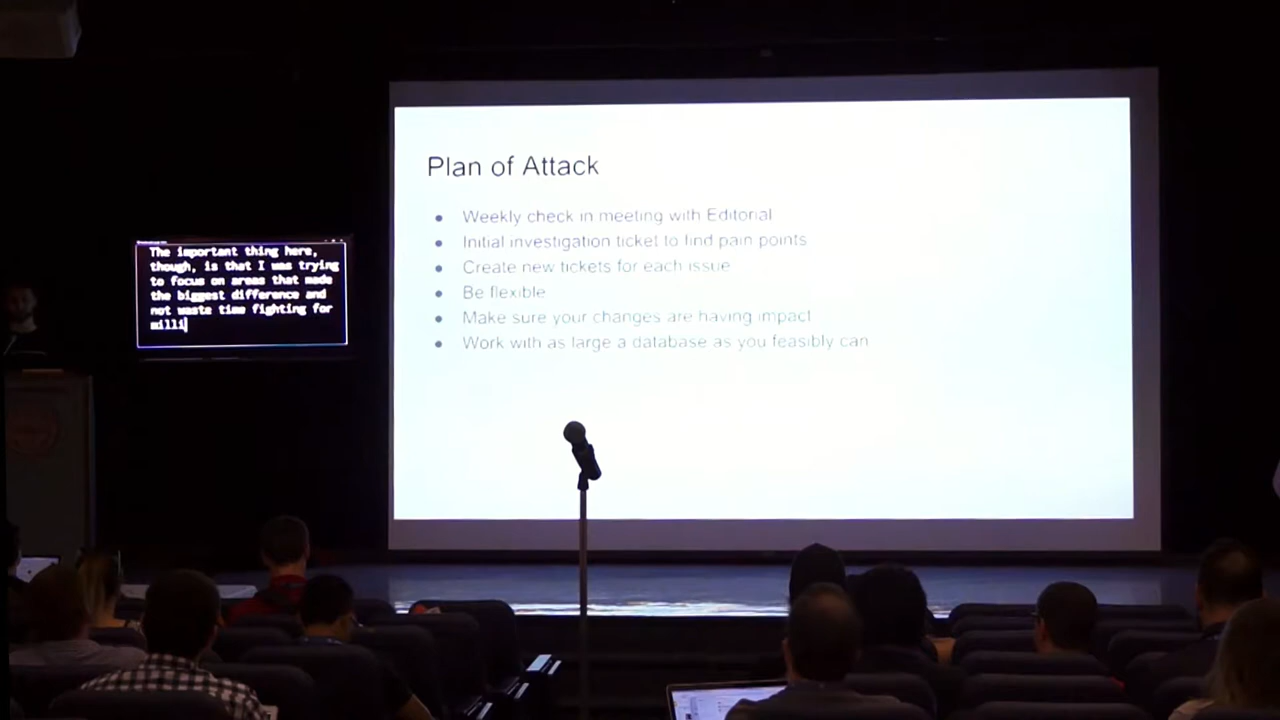 The important thing here,
though, is that I was trying
to focus on areas that made
the biggest difference and
not waste time fighting for
milli
Plan of Attack
● Weekly check in meeting with Editorial
● Initial investigation ticket to find pain points
● Create new tickets for each issue
● Be flexible
● Make sure your changes are having impact
● Work with as large a database as you feasibly can